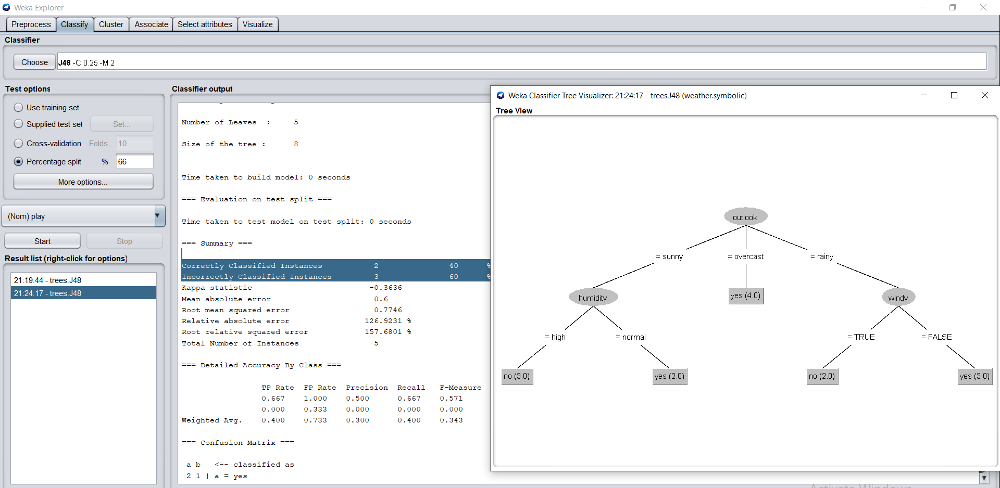 Weka Explorer
Preprocess Classify Cluster Associate Select attributes Visualize
Classifier
Choose J48 -C 0.25 -M 2
Test options
Use training set
Supplied test set Set...
Cross-validation Folds 10
Percentage split % 66
More options...
(Nom) play
Start Stop
Result list (right-click for options)
21:19:44 - trees.J48
21:24:17 - trees.J48
Classifier output
Number of Leaves : 5
Size of the tree : 8
Time taken to build model: 0 seconds
=== Evaluation on test split ===
Time taken to test model on test split: 0 seconds
=== Summary ===
Correctly Classified Instances 2 40 %
Incorrectly Classified Instances 3 60 %
Kappa statistic -0.3636
Mean absolute error 0.6
Root mean squared error 0.7746
Relative absolute error 126.9231 %
Root relative squared error 157.6801 %
Total Number of Instances 5
=== Detailed Accuracy By Class ===
TP Rate FP Rate Precision Recall F-Measure
0.667 1.000 0.500 0.667 0.571
0.000 0.333 0.000 0.000 0.000
Weighted Avg. 0.400 0.733 0.300 0.400 0.343
=== Confusion Matrix ===
a b <-- classified as
2 1 | a = yes
Weka Classifier Tree Visualizer: 21:24:17 - trees.J48 (weather.symbolic)
Tree View
outlook
= sunny = overcast = rainy
humidity yes (4.0) windy
= high = normal = TRUE = FALSE
no (3.0) yes (2.0) no (2.0) yes (3.0)
Activate Windows